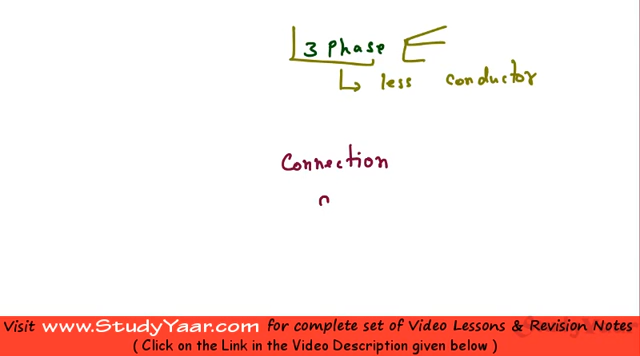 3 Phase
less conductor
Connection
Visit www.StudyYaar.com for complete set of Video Lessons & Revision Notes
( Click on the Link in the Video Description given below )